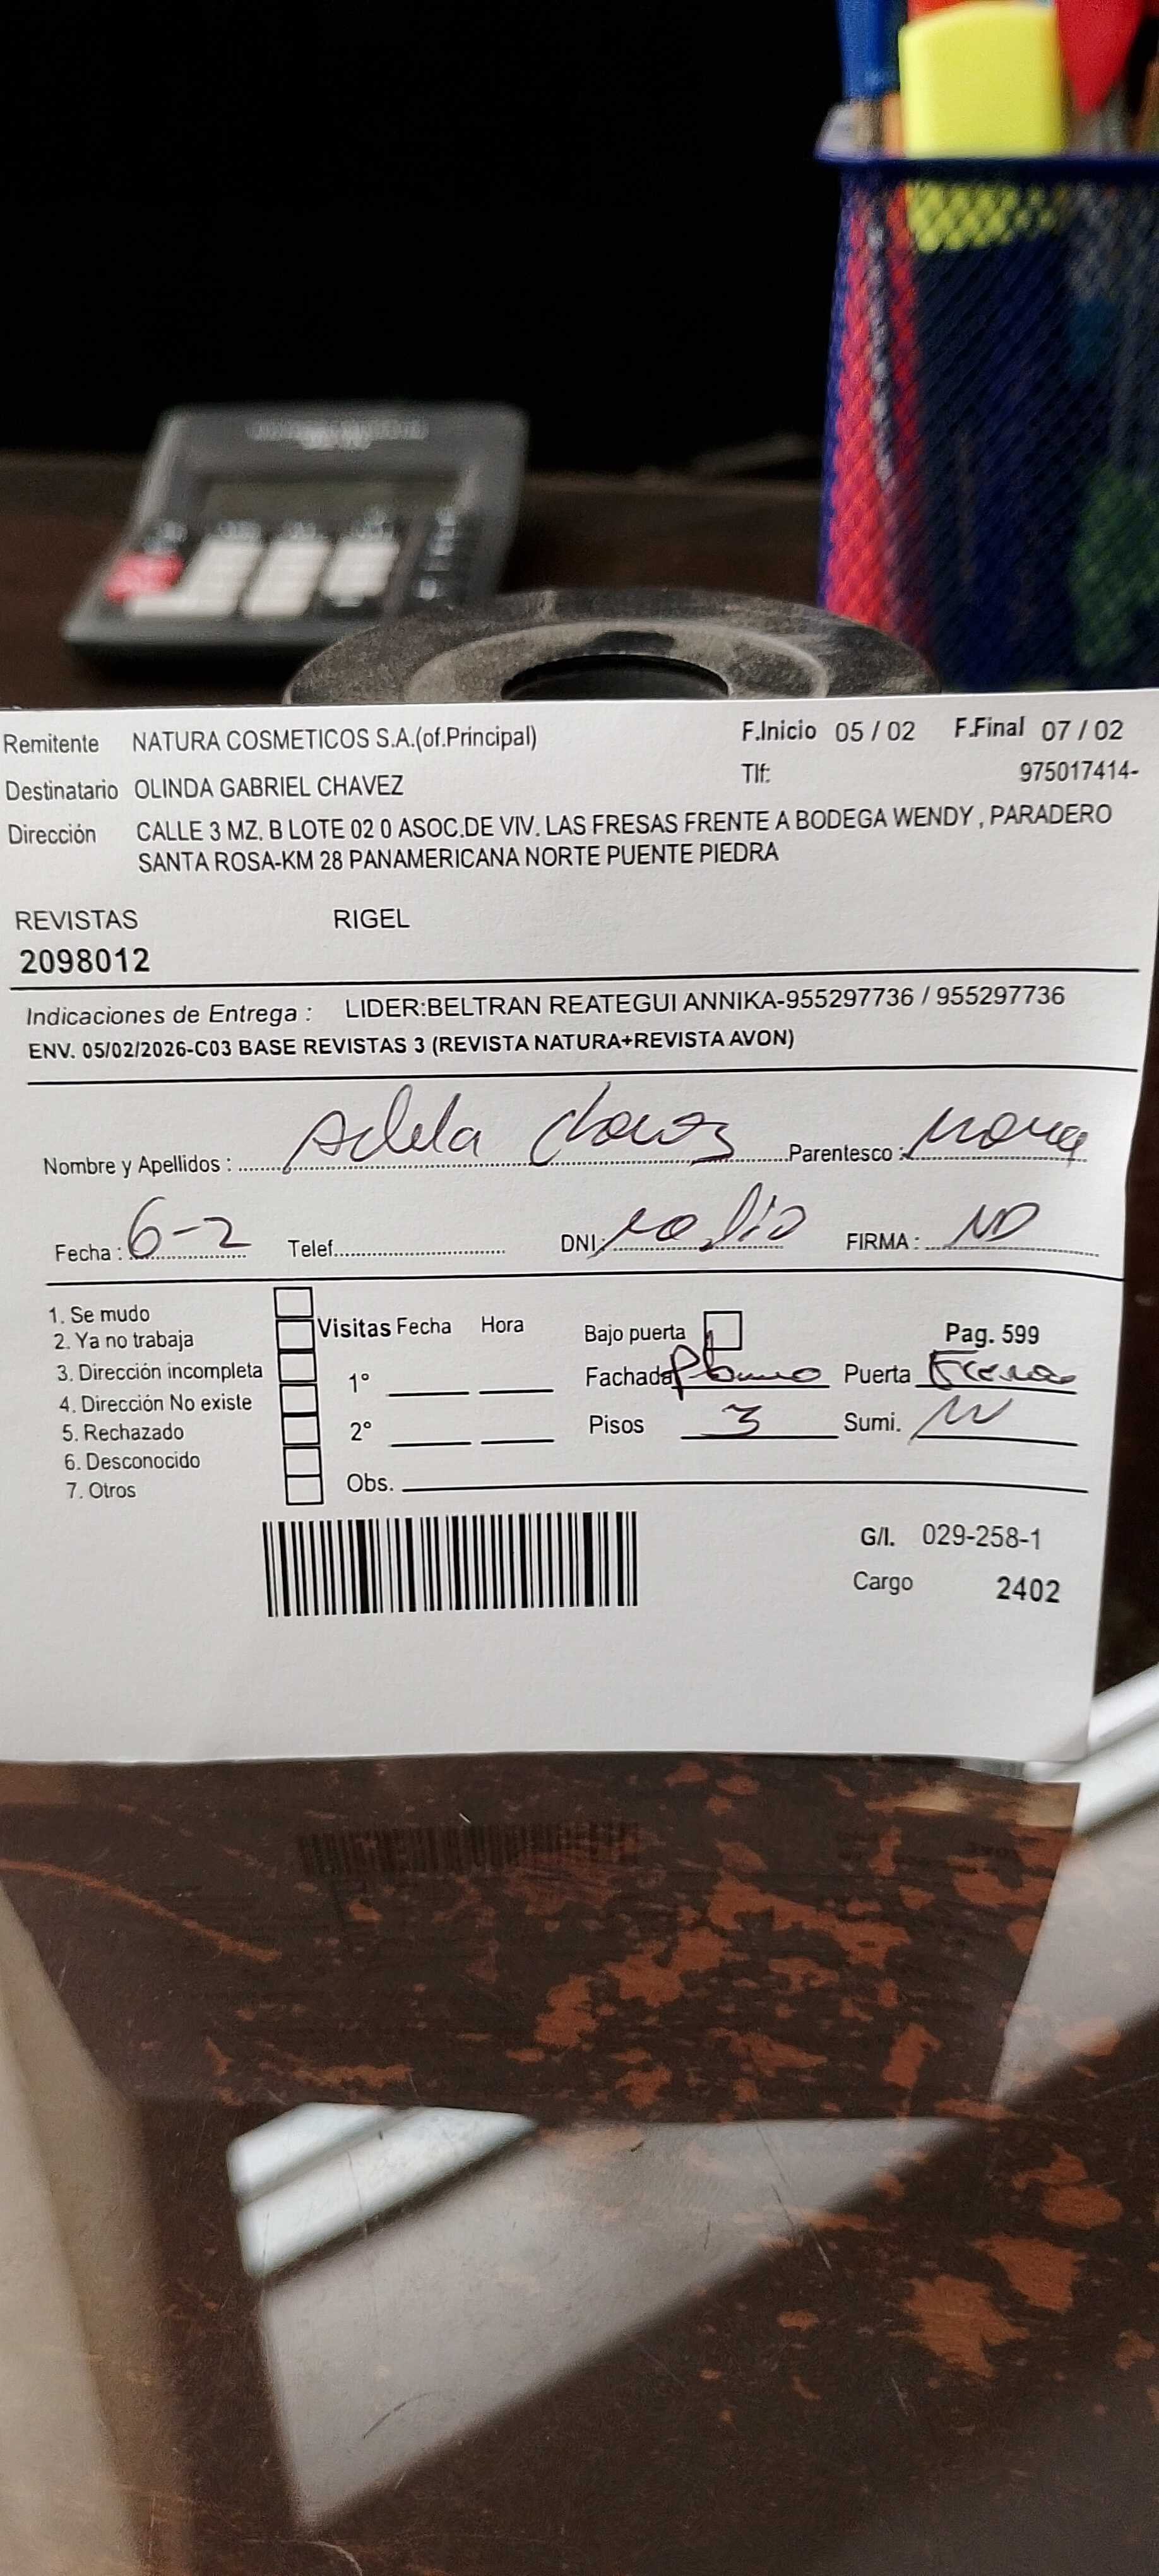 Remitente NATURA COSMETICOS S.A.(of.Principal) F.Inicio 05 / 02 F.Final 07 / 02
Destinatario OLINDA GABRIEL CHAVEZ Tlf: 975017414-
Dirección CALLE 3 MZ. B LOTE 02 0 ASOC.DE VIV. LAS FRESAS FRENTE A BODEGA WENDY , PARADERO
SANTA ROSA-KM 28 PANAMERICANA NORTE PUENTE PIEDRA
REVISTAS RIGEL
2098012
Indicaciones de Entrega : LIDER:BELTRAN REATEGUI ANNIKA-955297736 / 955297736
ENV. 05/02/2026-C03 BASE REVISTAS 3 (REVISTA NATURA+REVISTA AVON)
Nombre y Apellidos : Adela Chavez Parentesco :
Fecha : 6-2 Telef. DNI: no dio FIRMA : ND
1. Se mudo
2. Ya no trabaja
3. Dirección incompleta
4. Dirección No existe
5. Rechazado
6. Desconocido
7. Otros
Visitas Fecha Hora
1°
2°
Obs.
Bajo puerta Pag. 599
Fachada Puerta
Pisos 3 Sumi.
G/I. 029-258-1
Cargo 2402